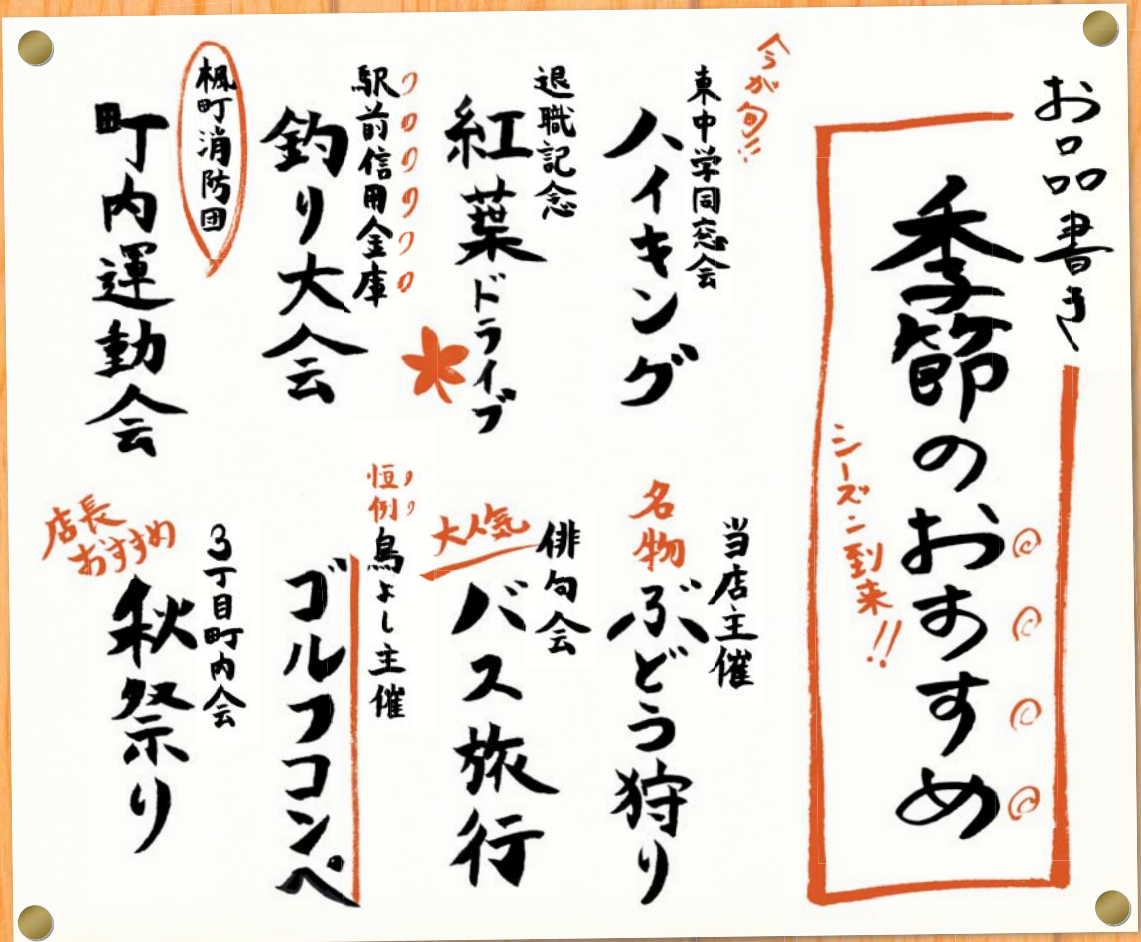 お品書き
季節のおすすめ
シーズン到来!!
今が旬!!
東中学同窓会
ハイキング
退職記念
紅葉ドライブ
駅前信用金庫
釣り大会
楓町消防団
町内運動会
当店主催
名物
ぶどう狩り
俳句会
大人気
バス旅行
恒例
鳥よし主催
ゴルフコンペ
3丁目町内会
店長
おすすめ
秋祭り